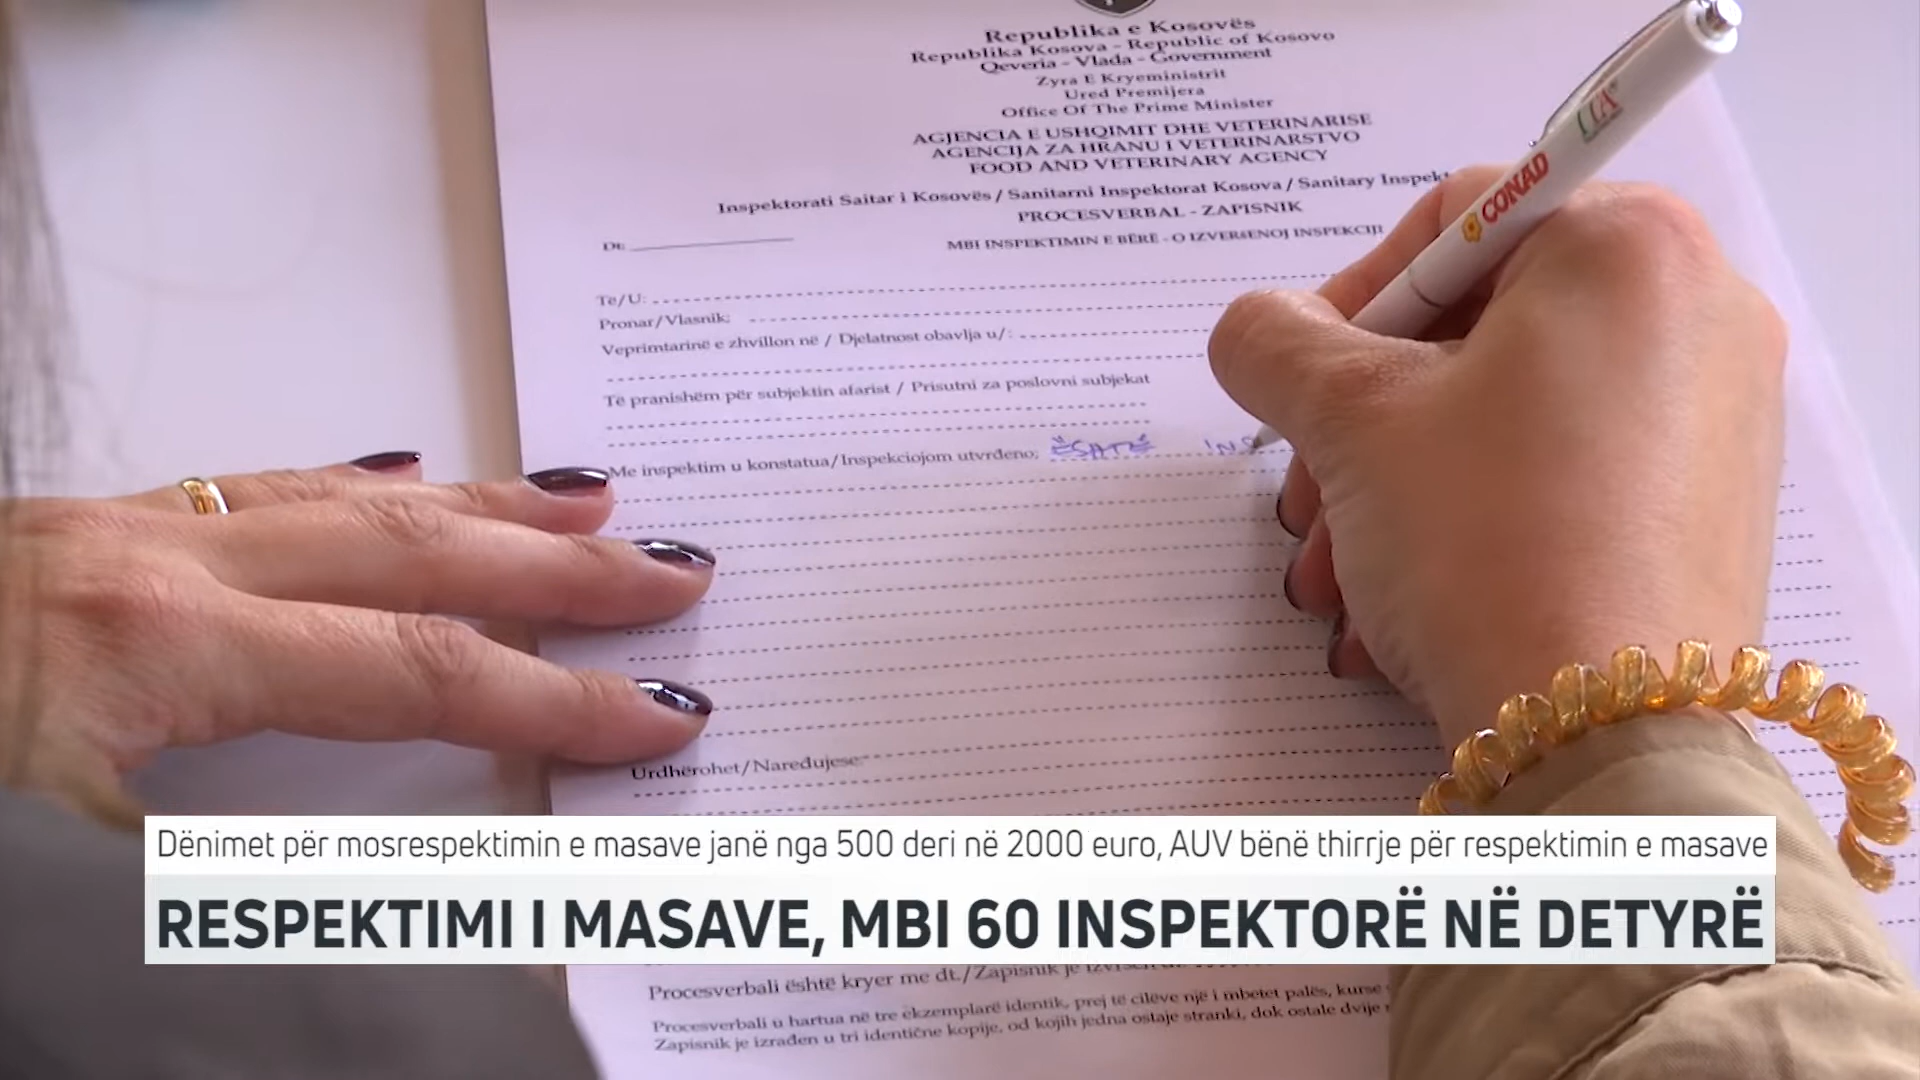 Republika e Kosovës
Republika Kosova - Republic of Kosovo
Qeveria - Vlada - Government
Zyra E Kryeministrit
Ured Premijera
Office Of The Prime Minister
AGJENCIA E USHQIMIT DHE VETERINARISE
AGENCIJA ZA HRANU I VETERINARSTVO
FOOD AND VETERINARY AGENCY
Inspektorati Saitar i Kosovës / Sanitarni Inspektorat Kosova / Sanitary Inspekt
PROCESVERBAL - ZAPISNIK
Dt:
MBI INSPEKTIMIN E BËRË - O IZVERšENOJ INSPEKCIJI
CONAD
Te/U:
Pronar/Vlasnik:
Veprimtarinë e zhvillon në / Djelatnost obavlja u/:
Të pranishëm për subjektin afarist / Prisutni za poslovni subjekat
Me inspektim u konstatua/Inspekciojom utvrđeno: INS
Urdhërohet/Naređujese:
Dënimet për mosrespektimin e masave janë nga 500 deri në 2000 euro, AUV bënë thirrje për respektimin e masave
RESPEKTIMI I MASAVE, MBI 60 INSPEKTORË NË DETYRË
Procesverbali është kryer me dt./Zapisnik je
Procesverbali u hartua në tre ekzemplarë identik, prej të cilëve një i mbetet palës, kurse
Zapisnik je izrađen u tri identične kopije, od kojih jedna ostaje stranki, dok ostale dvije